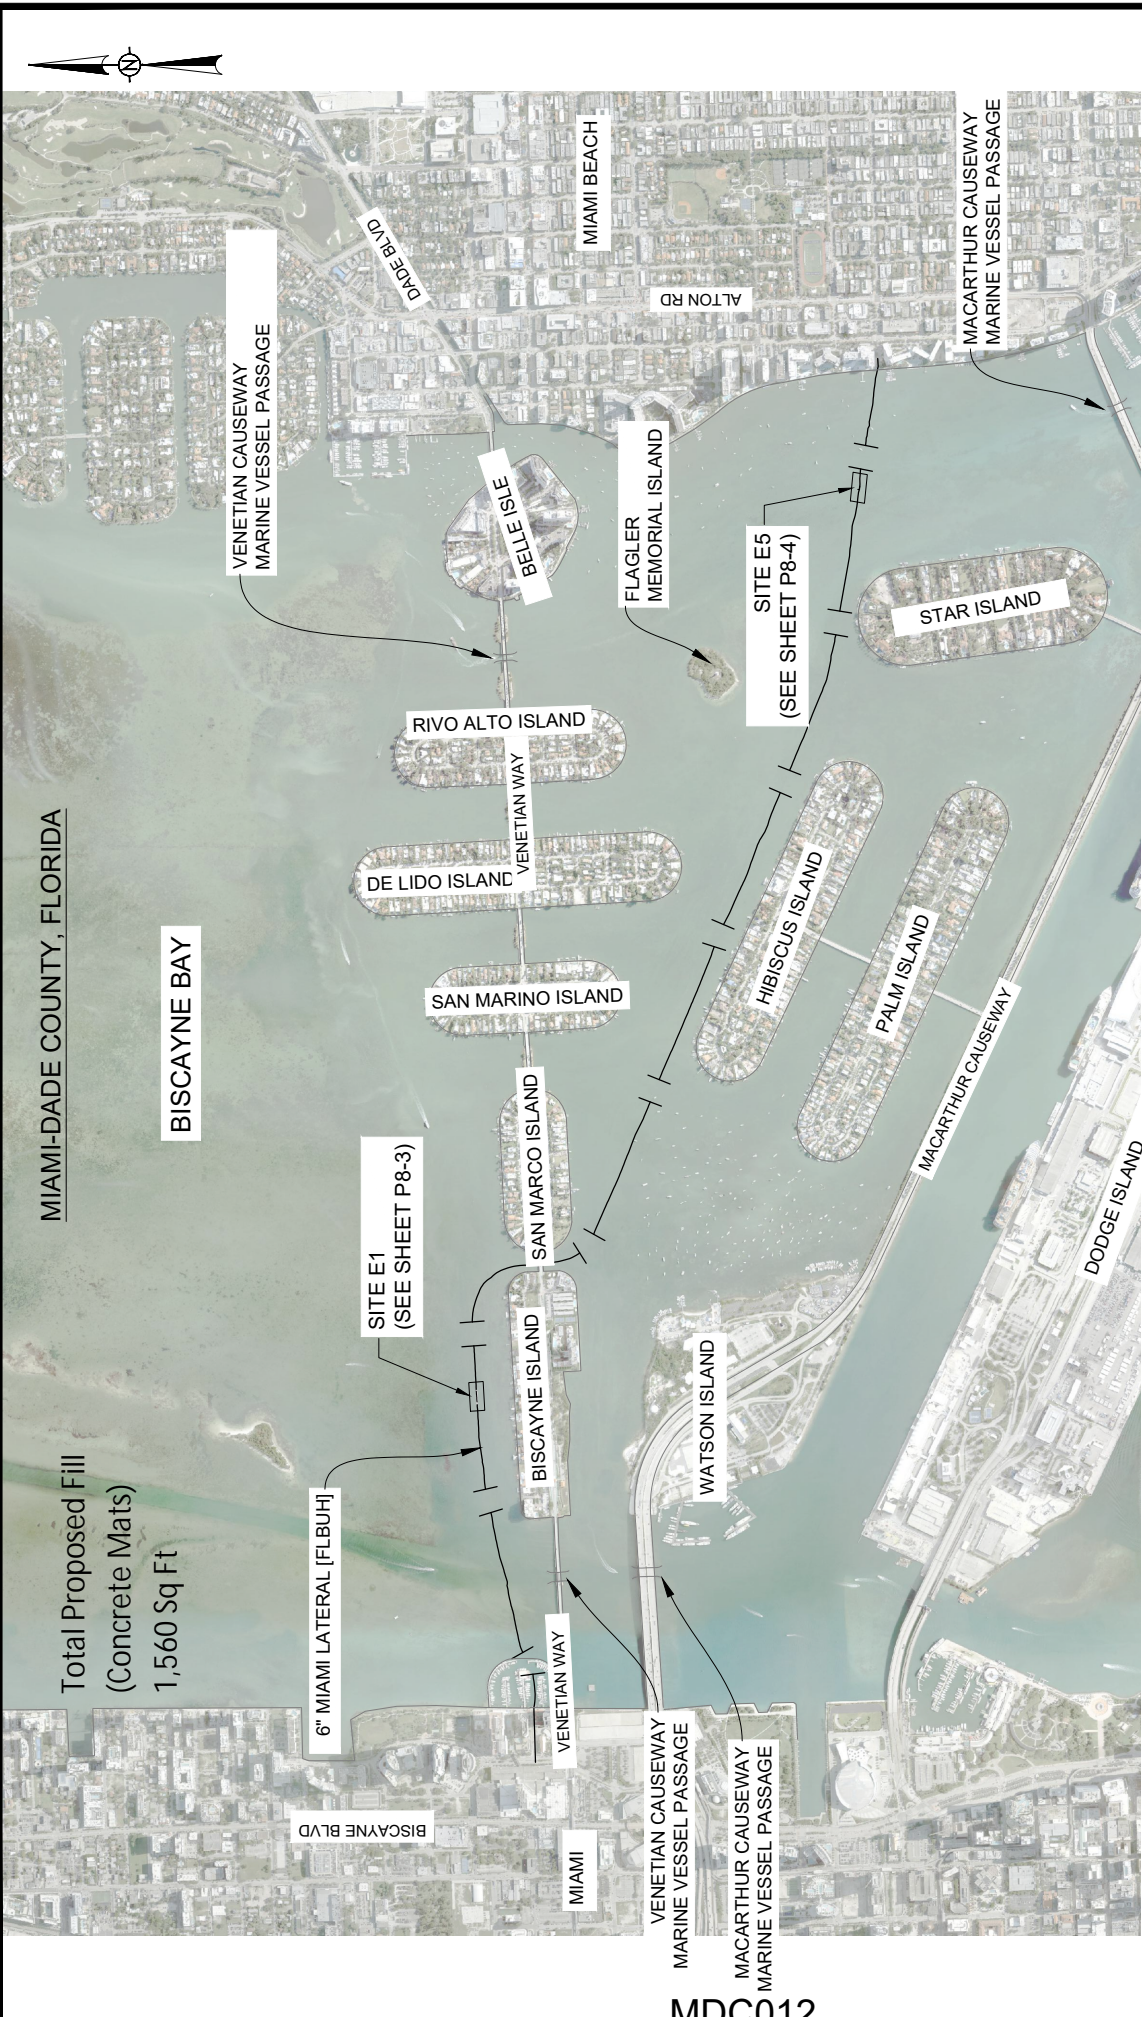 N
MIAMI-DADE COUNTY, FLORIDA
BISCAYNE BAY
Total Proposed Fill
(Concrete Mats)
1,560 Sq Ft
VENETIAN CAUSEWAY
MARINE VESSEL PASSAGE
DADE BLVD
MIAMI BEACH
ALTON RD
MACARTHUR CAUSEWAY
MARINE VESSEL PASSAGE
BELLE ISLE
FLAGLER
MEMORIAL ISLAND
SITE E5
(SEE SHEET P8-4)
STAR ISLAND
RIVO ALTO ISLAND
VENETIAN WAY
DE LIDO ISLAND
SAN MARINO ISLAND
HIBISCUS ISLAND
PALM ISLAND
MACARTHUR CAUSEWAY
DODGE ISLAND
SAN MARCO ISLAND
SITE E1
(SEE SHEET P8-3)
BISCAYNE ISLAND
WATSON ISLAND
6" MIAMI LATERAL [FLBUH]
VENETIAN WAY
BISCAYNE BLVD
MIAMI
VENETIAN CAUSEWAY
MARINE VESSEL PASSAGE
MACARTHUR CAUSEWAY
MARINE VESSEL PASSAGE
MDC012